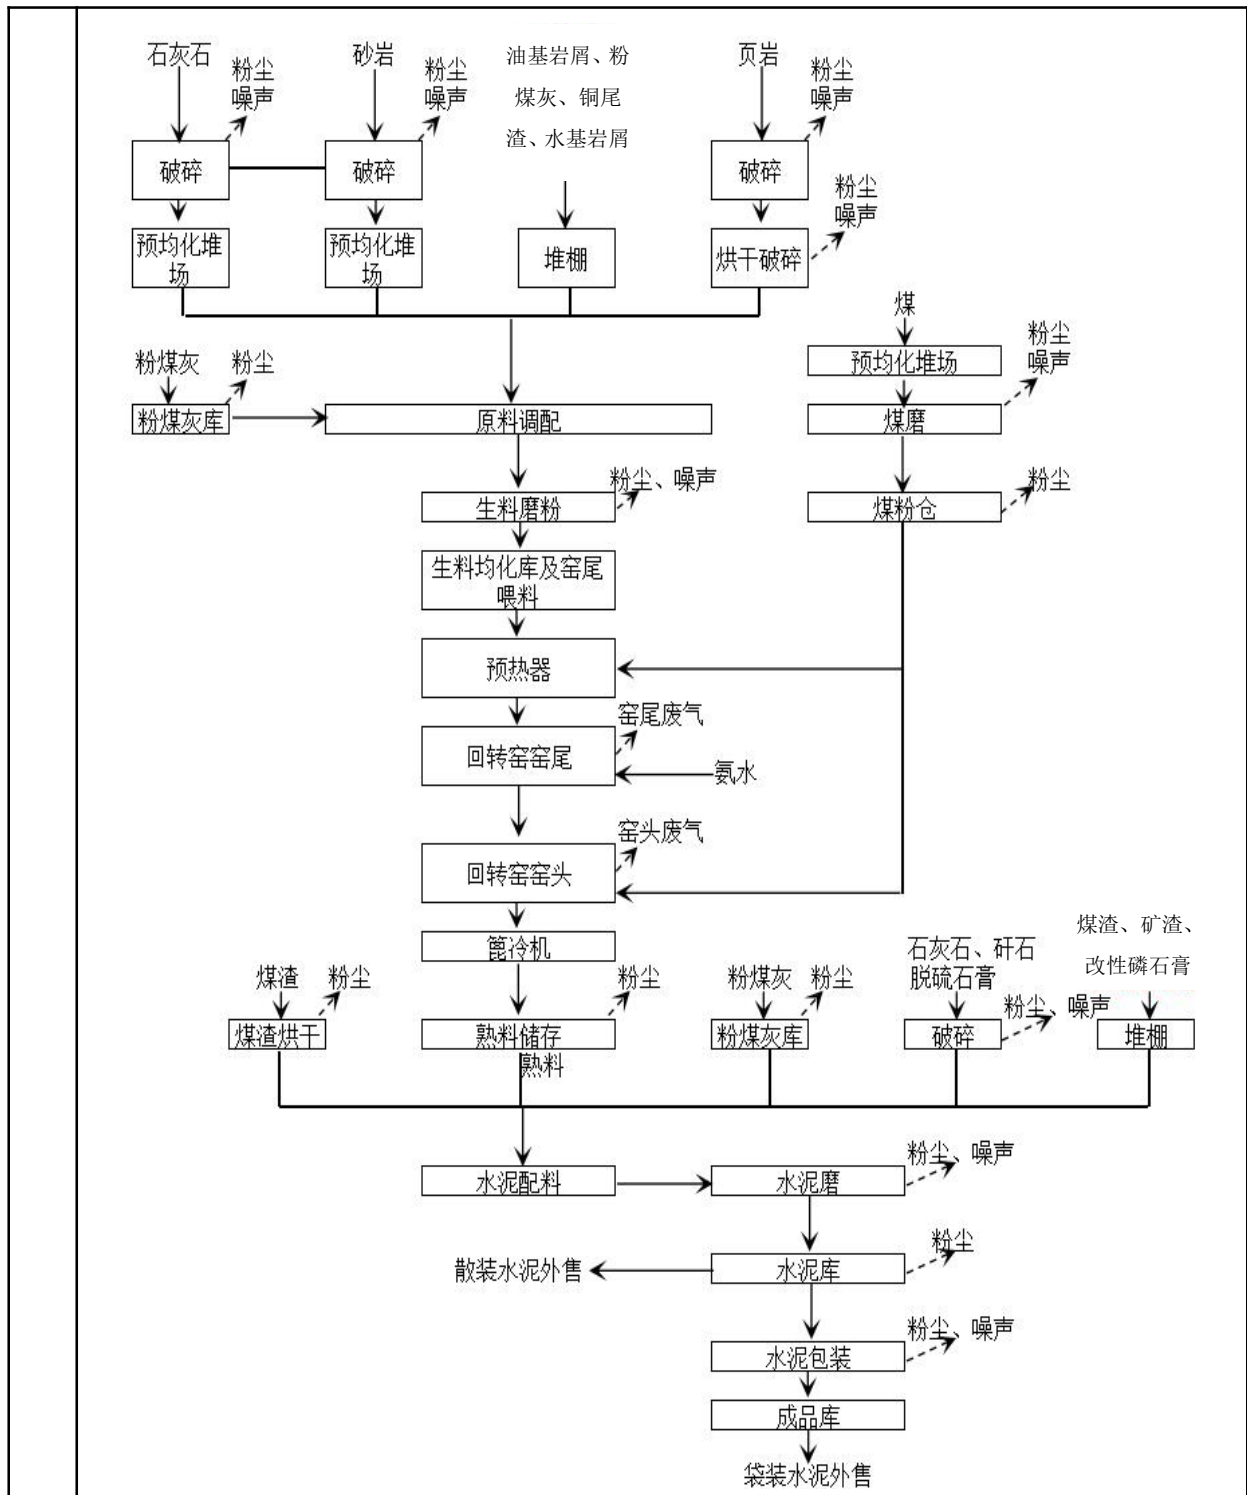 石灰石
粉尘
噪声
砂岩
粉尘
噪声
油基岩屑、粉
煤灰、铜尾
渣、水基岩屑
页岩
粉尘
噪声
破碎
破碎
破碎
粉尘
噪声
预均化堆
场
预均化堆
场
堆棚
烘干破碎
煤
粉尘
噪声
预均化堆场
粉煤灰
粉尘
粉煤灰库
原料调配
煤磨
粉尘、噪声
粉尘
生料磨粉
煤粉仓
生料均化库及窑尾
喂料
预热器
窑尾废气
回转窑窑尾
氨水
窑头废气
回转窑窑头
篦冷机
煤渣
粉尘
粉尘
粉煤灰
粉尘
石灰石、矸石
脱硫石膏
粉尘、噪声
煤渣、矿渣、
改性磷石膏
煤渣烘干
熟料储存
粉煤灰库
破碎
堆棚
熟料
水泥配料
水泥磨
粉尘、噪声
粉尘
散装水泥外售
水泥库
粉尘、噪声
水泥包装
成品库
袋装水泥外售